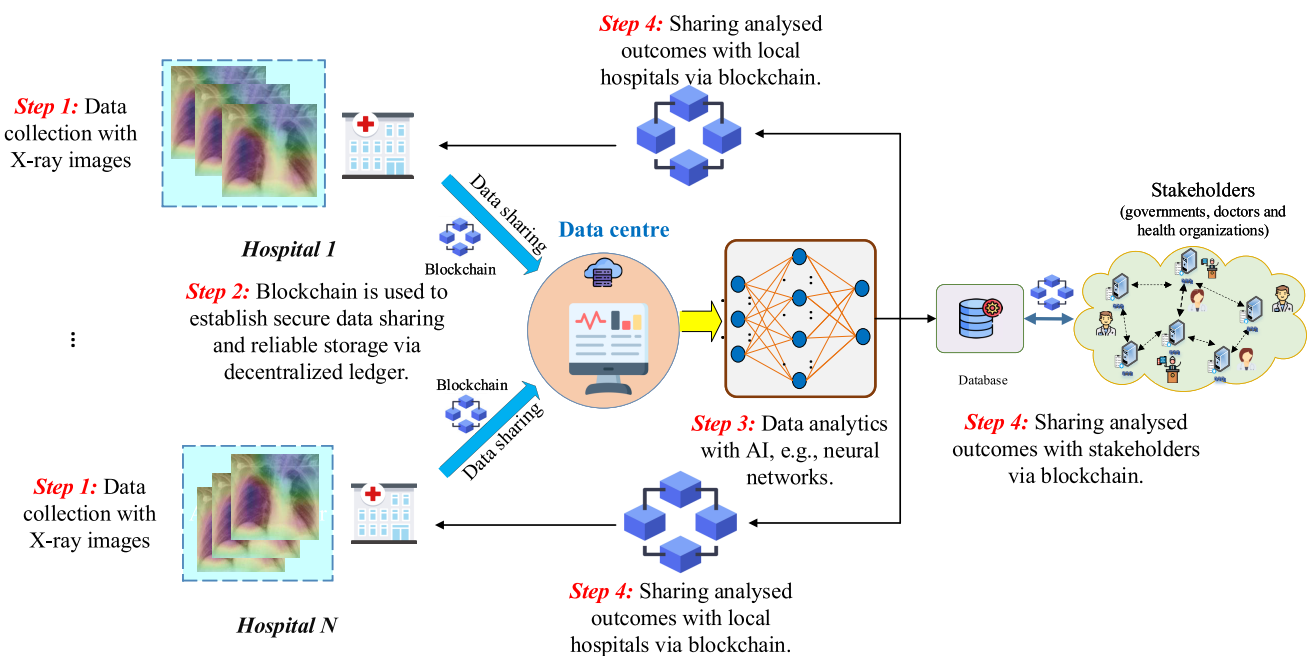 Step 4: Sharing analysed
outcomes with local
hospitals via blockchain.
Step 1: Data
collection with
X-ray images
Hospital 1
Data sharing
Blockchain
Data centre
Stakeholders
(governments, doctors and
health organizations)
Step 2: Blockchain is used to
establish secure data sharing
and reliable storage via
decentralized ledger.
...
Blockchain
Data sharing
Database
Step 3: Data analytics
with AI, e.g., neural
networks.
Step 4: Sharing analysed
outcomes with stakeholders
via blockchain.
Step 1: Data
collection with
X-ray images
Hospital N
Step 4: Sharing analysed
outcomes with local
hospitals via blockchain.